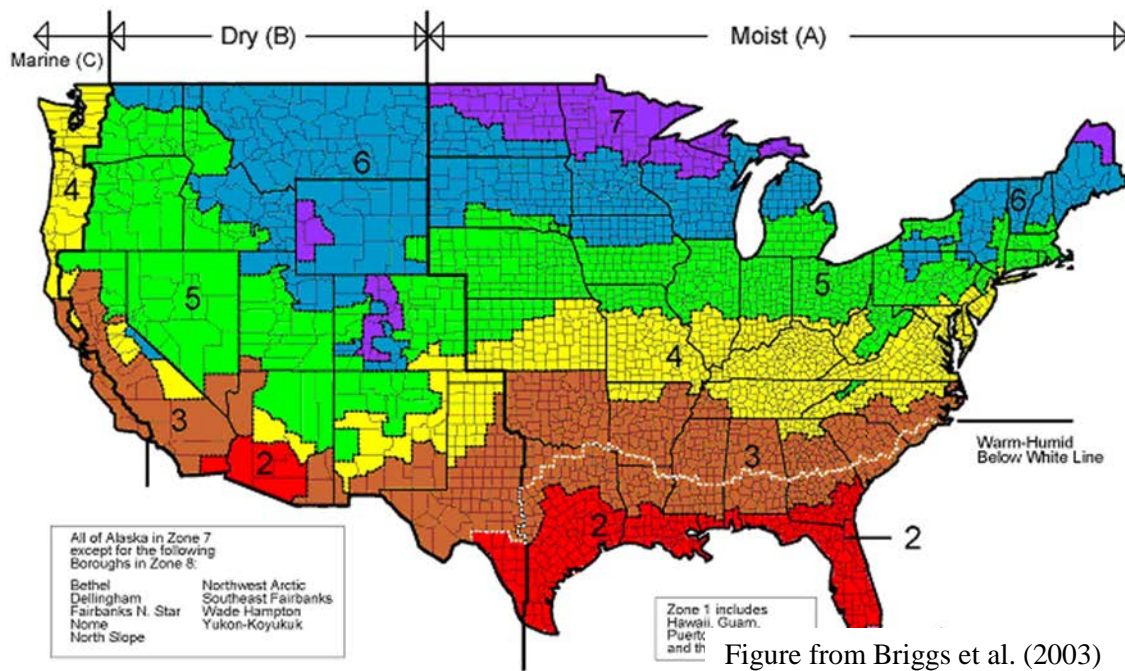 Dry (B)
Moist (A)
Marine (C)
7
6
4
6
5
5
4
3
3
2
2
2
Warm-Humid
Below White Line
All of Alaska in Zone 7
except for the following
Boroughs in Zone 8:
Bethel
Dellingham
Fairbanks N. Star
Nome
North Slope
Northwest Arctic
Southeast Fairbanks
Wade Hampton
Yukon-Koyukuk
Zone 1 includes
Hawaii, Guam,
and
Figure from Briggs et al. (2003)